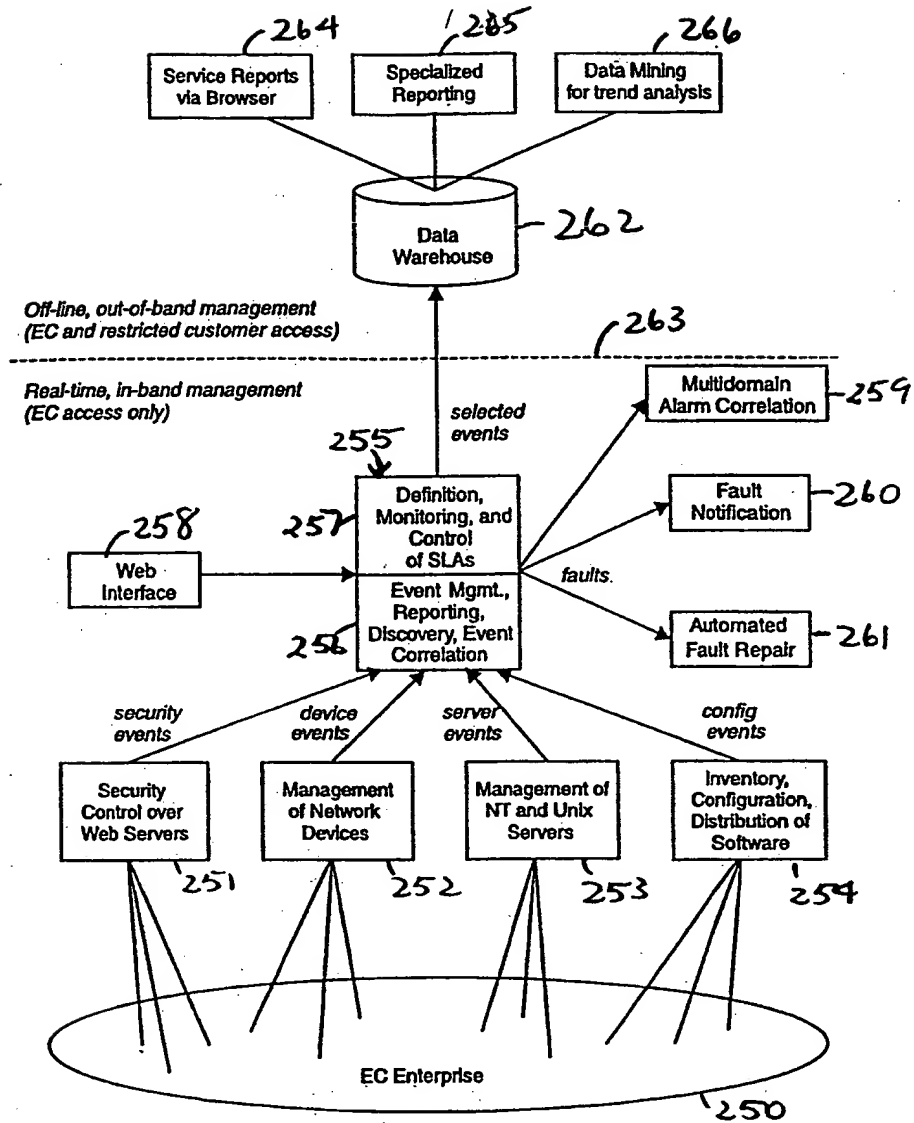 264
265
266
Service Reports
via Browser
Specialized
Reporting
Data Mining
for trend analysis
Data
Warehouse
262
Off-line, out-of-band management
(EC and restricted customer access)
263
Real-time, in-band management
(EC access only)
selected
events
Multidomain
Alarm Correlation
259
255
257
Definition,
Monitoring, and
Control
of SLAs
Fault
Notification
260
258
Web
Interface
faults.
256
Event Mgmt.,
Reporting,
Discovery, Event
Correlation
Automated
Fault Repair
261
security
events
device
events
server
events
config
events
Security
Control over
Web Servers
Management
of Network
Devices
Management of
NT and Unix
Servers
Inventory,
Configuration,
Distribution of
Software
251
252
253
254
EC Enterprise
250